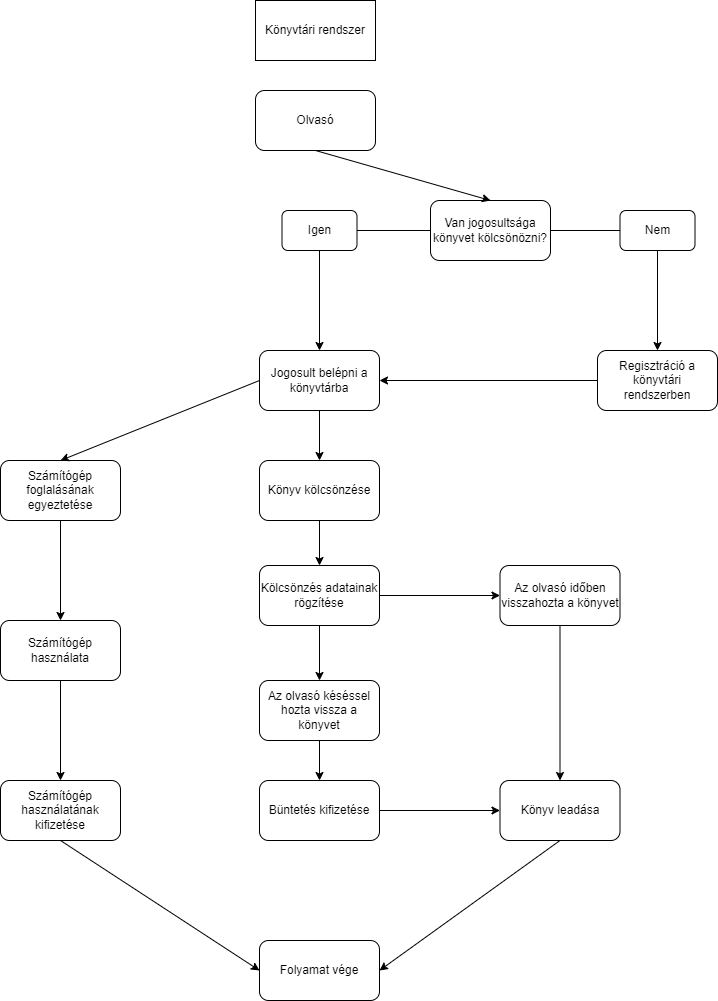 Könyvtári rendszer
Olvasó
Van jogosultsága
könyvet kölcsönözni?
Igen
Nem
Jogosult belépni a
könyvtárba
Regisztráció a
könyvtári
rendszerben
Számítógép
foglalásának
egyeztetése
Könyv kölcsönzése
Kölcsönzés adatainak
rögzítése
Az olvasó időben
visszahozta a könyvet
Számítógép
használata
Az olvasó késéssel
hozta vissza a
könyvet
Számítógép
használatának
kifizetése
Büntetés kifizetése
Könyv leadása
Folyamat vége